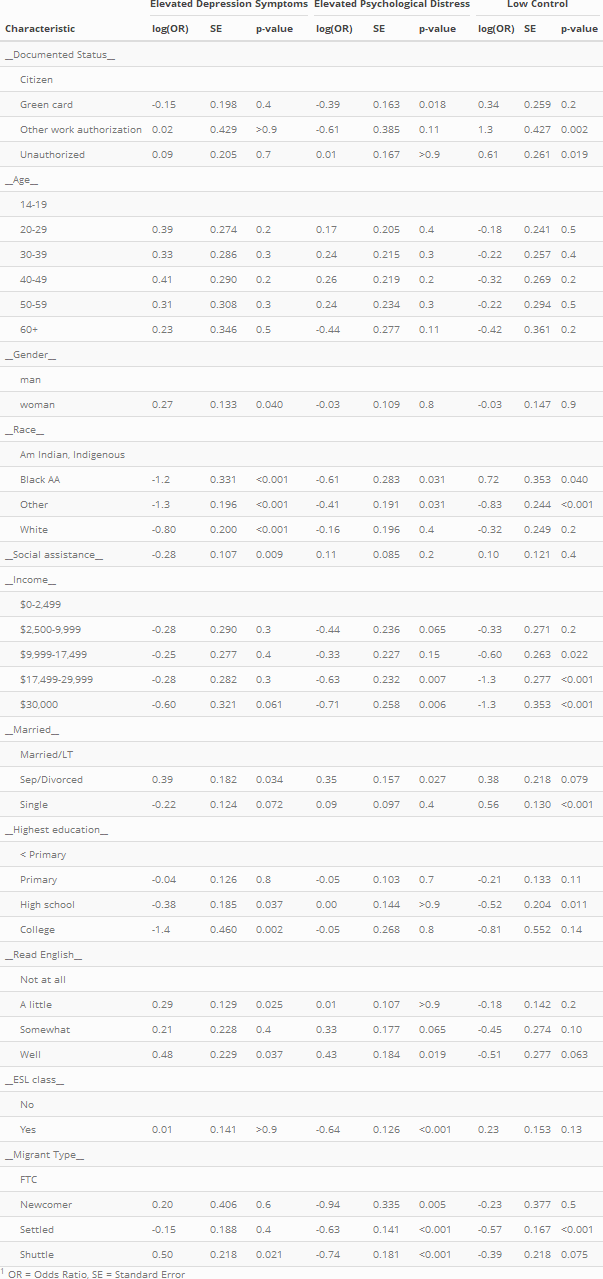 Elevated Depression Symptoms Elevated Psychological Distress Low Control
Characteristic log(OR) SE p-value log(OR) SE p-value log(OR) SE p-value
__Documented Status__
Citizen
Green card -0.15 0.198 0.4 -0.39 0.163 0.018 0.34 0.259 0.2
Other work authorization 0.02 0.429 >0.9 -0.61 0.385 0.11 1.3 0.427 0.002
Unauthorized 0.09 0.205 0.7 0.01 0.167 >0.9 0.61 0.261 0.019
__Age__
14-19
20-29 0.39 0.274 0.2 0.17 0.205 0.4 -0.18 0.241 0.5
30-39 0.33 0.286 0.3 0.24 0.215 0.3 -0.22 0.257 0.4
40-49 0.41 0.290 0.2 0.26 0.219 0.2 -0.32 0.269 0.2
50-59 0.31 0.308 0.3 0.24 0.234 0.3 -0.22 0.294 0.5
60+ 0.23 0.346 0.5 -0.44 0.277 0.11 -0.42 0.361 0.2
__Gender__
man
woman 0.27 0.133 0.040 -0.03 0.109 0.8 -0.03 0.147 0.9
__Race__
Am Indian, Indigenous
Black AA -1.2 0.331 <0.001 -0.61 0.283 0.031 0.72 0.353 0.040
Other -1.3 0.196 <0.001 -0.41 0.191 0.031 -0.83 0.244 <0.001
White -0.80 0.200 <0.001 -0.16 0.196 0.4 -0.32 0.249 0.2
__Social assistance__ -0.28 0.107 0.009 0.11 0.085 0.2 0.10 0.121 0.4
__Income__
$0-2,499
$2,500-9,999 -0.28 0.290 0.3 -0.44 0.236 0.065 -0.33 0.271 0.2
$9,999-17,499 -0.25 0.277 0.4 -0.33 0.227 0.15 -0.60 0.263 0.022
$17,499-29,999 -0.28 0.282 0.3 -0.63 0.232 0.007 -1.3 0.277 <0.001
$30,000 -0.60 0.321 0.061 -0.71 0.258 0.006 -1.3 0.353 <0.001
__Married__
Married/LT
Sep/Divorced 0.39 0.182 0.034 0.35 0.157 0.027 0.38 0.218 0.079
Single -0.22 0.124 0.072 0.09 0.097 0.4 0.56 0.130 <0.001
__Highest education__
< Primary
Primary -0.04 0.126 0.8 -0.05 0.103 0.7 -0.21 0.133 0.11
High school -0.38 0.185 0.037 0.00 0.144 >0.9 -0.52 0.204 0.011
College -1.4 0.460 0.002 -0.05 0.268 0.8 -0.81 0.552 0.14
__Read English__
Not at all
A little 0.29 0.129 0.025 0.01 0.107 >0.9 -0.18 0.142 0.2
Somewhat 0.21 0.228 0.4 0.33 0.177 0.065 -0.45 0.274 0.10
Well 0.48 0.229 0.037 0.43 0.184 0.019 -0.51 0.277 0.063
__ESL class__
No
Yes 0.01 0.141 >0.9 -0.64 0.126 <0.001 0.23 0.153 0.13
__Migrant Type__
FTC
Newcomer 0.20 0.406 0.6 -0.94 0.335 0.005 -0.23 0.377 0.5
Settled -0.15 0.188 0.4 -0.63 0.141 <0.001 -0.57 0.167 <0.001
Shuttle 0.50 0.218 0.021 -0.74 0.181 <0.001 -0.39 0.218 0.075
1 OR = Odds Ratio, SE = Standard Error